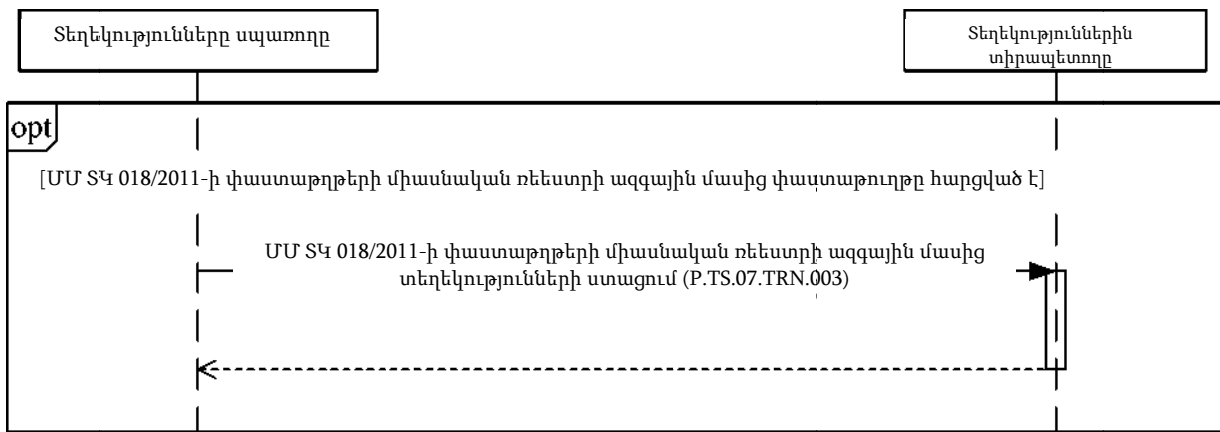 Տեղեկությունները սպառողը
Տեղեկություններին
տիրապետողը
opt
[ՄՄ ՏԿ 018/2011-ի փաստաթղթերի միասնական ռեեստրի ազգային մասից փաստաթուղթը հարցված է]
ՄՄ ՏԿ 018/2011-ի փաստաթղթերի միասնական ռեեստրի ազգային մասից
տեղեկությունների ստացում (P.TS.07.TRN.003)